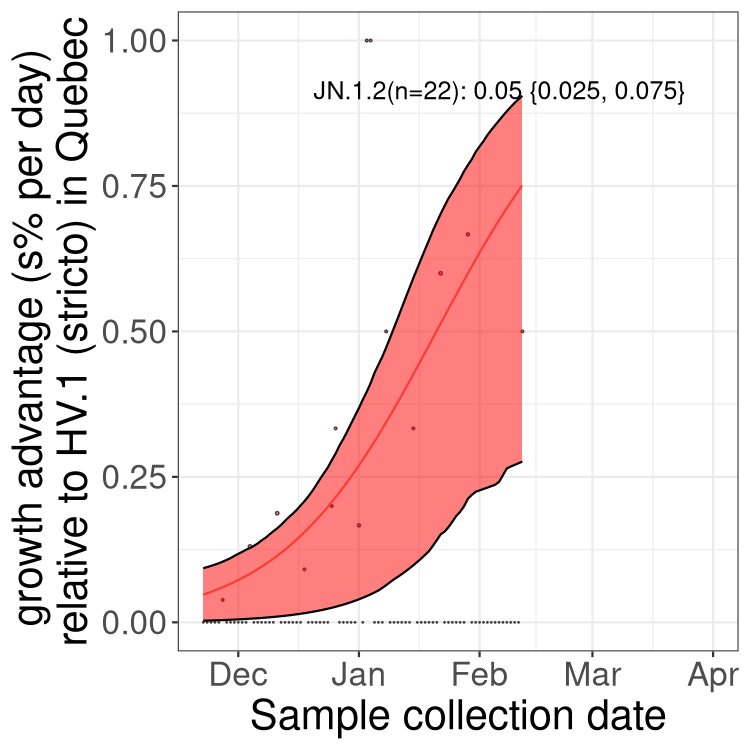 growth advantage (s% per day)
relative to HV.1 (stricto) in Quebec
1.00
0.75
0.50
0.25
0.00
JN.1.2(n=22): 0.05 {0.025, 0.075}
Dec Jan Feb Mar Apr
Sample collection date